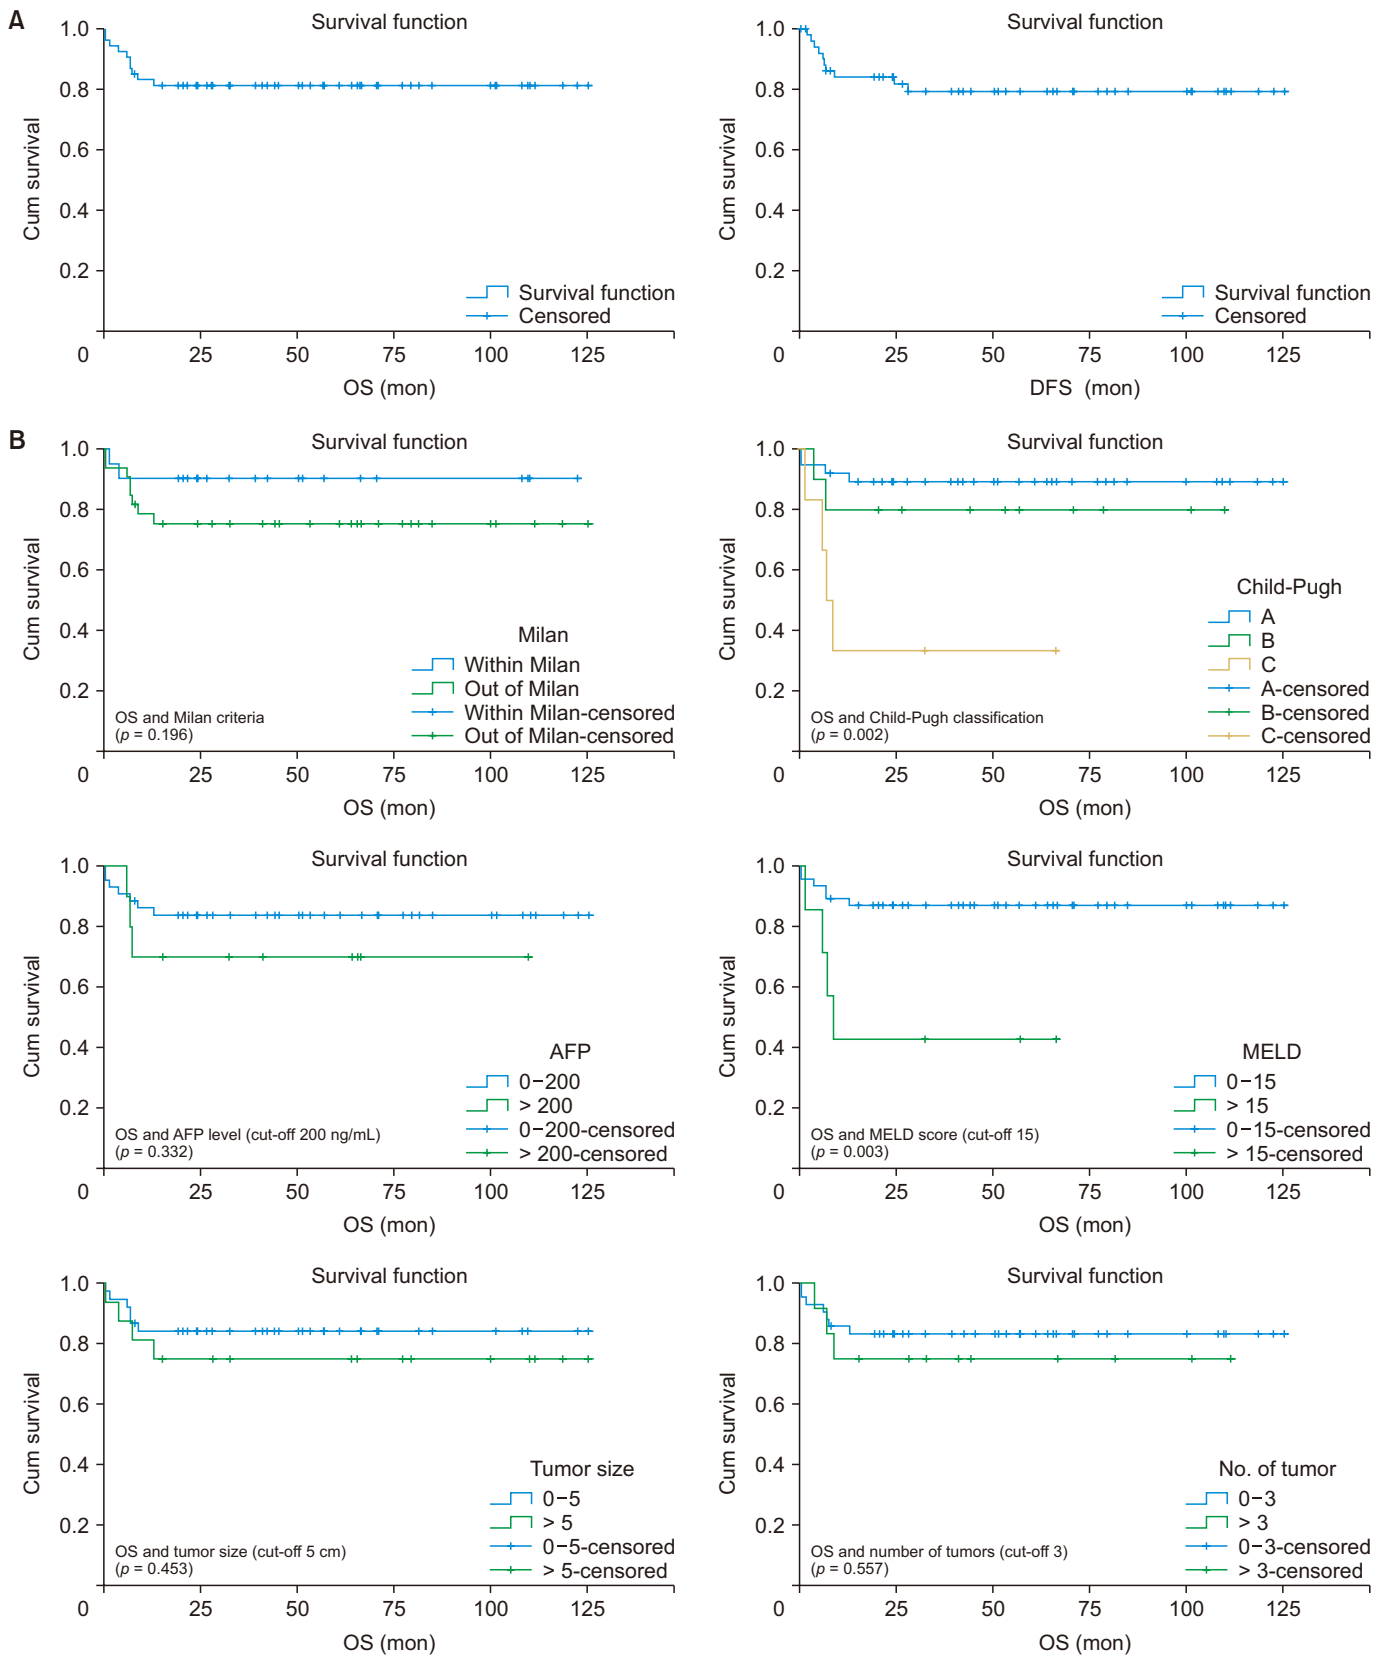 A
Survival function
1.0
0.8
0.6
0.4
0.2
0
25
50
75
100
125
Cum survival
OS (mon)
Survival function
Censored
Survival function
1.0
0.8
0.6
0.4
0.2
0
25
50
75
100
125
Cum survival
DFS (mon)
Survival function
Censored
B
Survival function
1.0
0.8
0.6
0.4
0.2
0
25
50
75
100
125
Cum survival
OS (mon)
Milan
Within Milan
Out of Milan
Within Milan-censored
Out of Milan-censored
OS and Milan criteria
(p = 0.196)
Survival function
1.0
0.8
0.6
0.4
0.2
0
25
50
75
100
125
Cum survival
OS (mon)
Child-Pugh
A
B
C
A-censored
B-censored
C-censored
OS and Child-Pugh classification
(p = 0.002)
Survival function
1.0
0.8
0.6
0.4
0.2
0
25
50
75
100
125
Cum survival
OS (mon)
AFP
0−200
> 200
0−200-censored
> 200-censored
OS and AFP level (cut-off 200 ng/mL)
(p = 0.332)
Survival function
1.0
0.8
0.6
0.4
0.2
0
25
50
75
100
125
Cum survival
OS (mon)
MELD
0−15
> 15
0−15-censored
> 15-censored
OS and MELD score (cut-off 15)
(p = 0.003)
Survival function
1.0
0.8
0.6
0.4
0.2
0
25
50
75
100
125
Cum survival
OS (mon)
Tumor size
0−5
> 5
0−5-censored
> 5-censored
OS and tumor size (cut-off 5 cm)
(p = 0.453)
Survival function
1.0
0.8
0.6
0.4
0.2
0
25
50
75
100
125
Cum survival
OS (mon)
No. of tumor
0−3
> 3
0−3-censored
> 3-censored
OS and number of tumors (cut-off 3)
(p = 0.557)